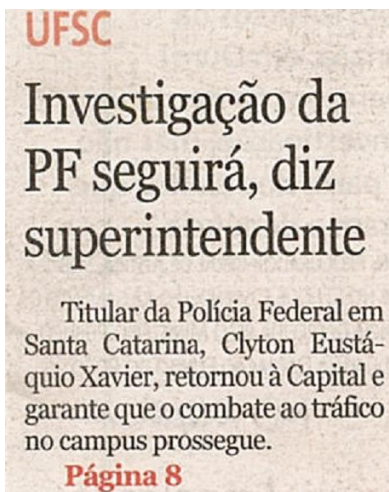 UFSC
Investigação da
PF seguirá, diz
superintendente
Titular da Polícia Federal em
Santa Catarina, Clyton Eustá-
quio Xavier, retornou à Capital e
garante que o combate ao tráfico
no campus prossegue.
Página 8